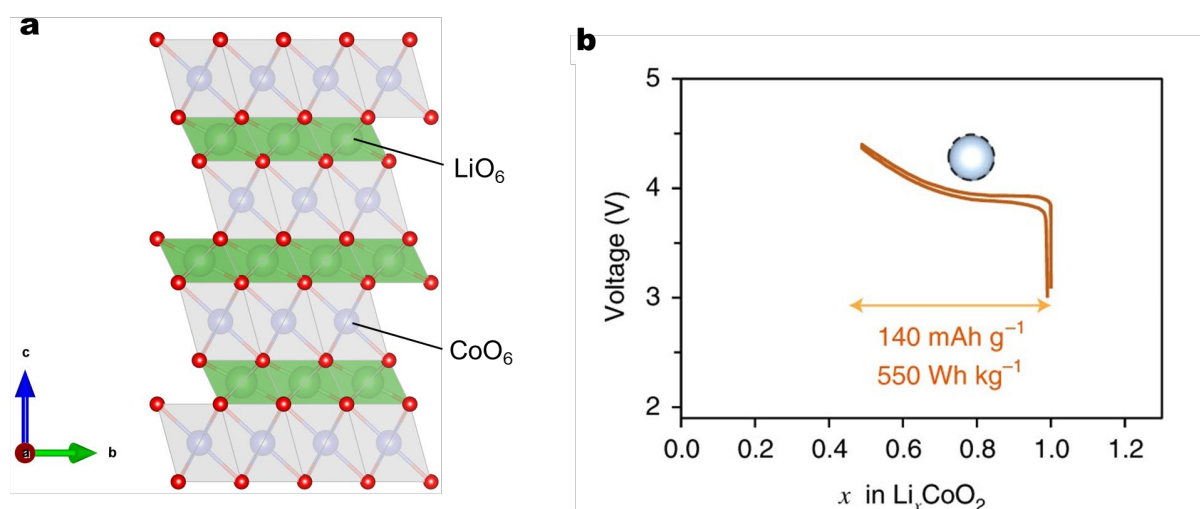 a
LiO₆
CoO₆
c
a
b
b
Voltage (V)
5
4
3
2
140 mAh g⁻¹
550 Wh kg⁻¹
0.0 0.2 0.4 0.6 0.8 1.0 1.2
x in LiₓCoO₂